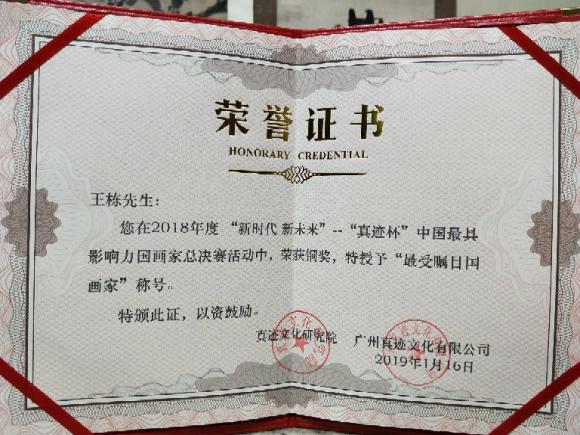 荣誉证书
HONORARY CREDENTIAL
王栋先生：
您在2018年度 “新时代 新未来”--“真迹杯”中国最具
影响力国画家总决赛活动中，荣获铜奖，特授予“最受瞩目国
画家”称号。
特颁此证，以资鼓励。
真迹文化研究院 广州真迹文化有限公司
2019年1月16日